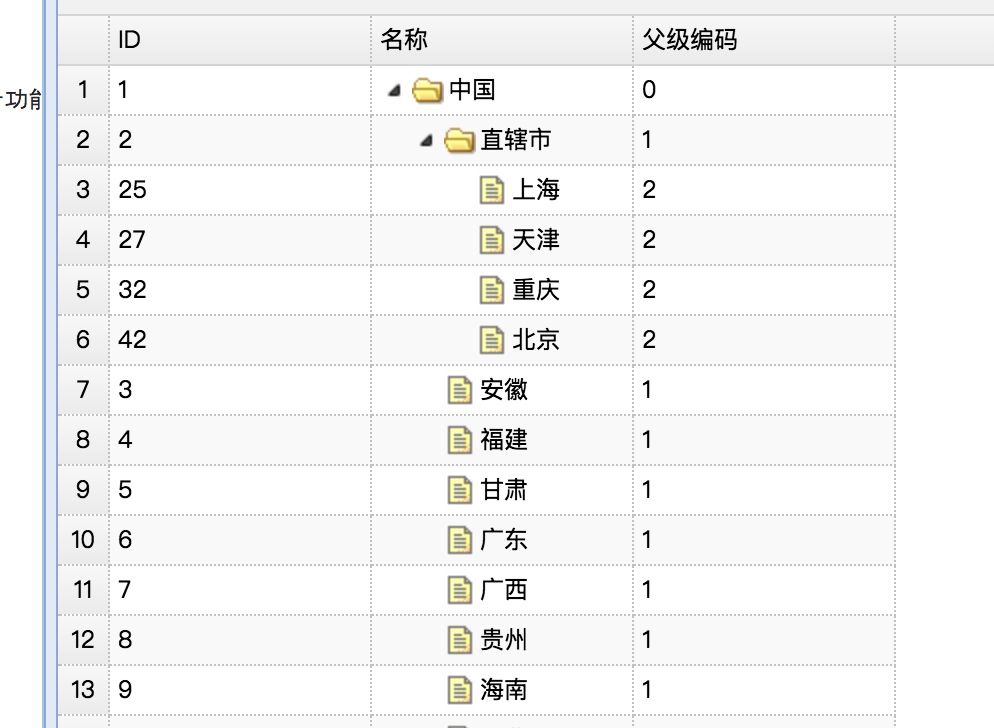 ID 名称 父级编码
1 1 中国 0
功能
2 2 直辖市 1
3 25 上海 2
4 27 天津 2
5 32 重庆 2
6 42 北京 2
7 3 安徽 1
8 4 福建 1
9 5 甘肃 1
10 6 广东 1
11 7 广西 1
12 8 贵州 1
13 9 海南 1